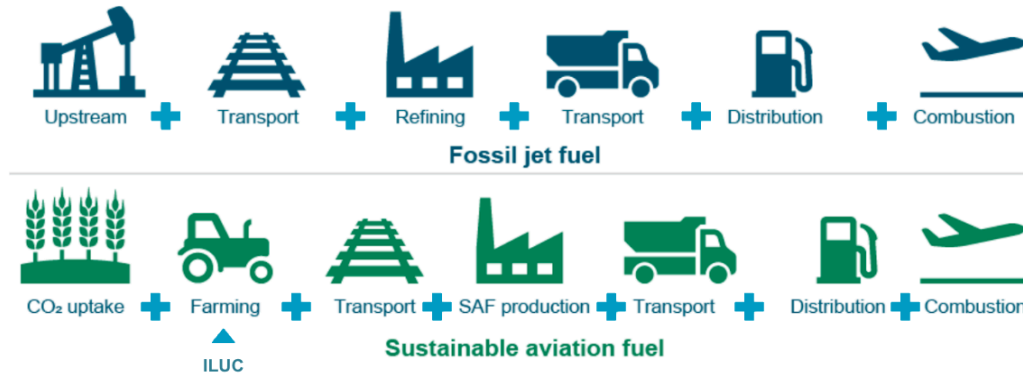 Upstream + Transport + Refining + Transport + Distribution + Combustion
Fossil jet fuel
CO₂ uptake + Farming + Transport + SAF production + Transport + Distribution + Combustion
ILUC
Sustainable aviation fuel